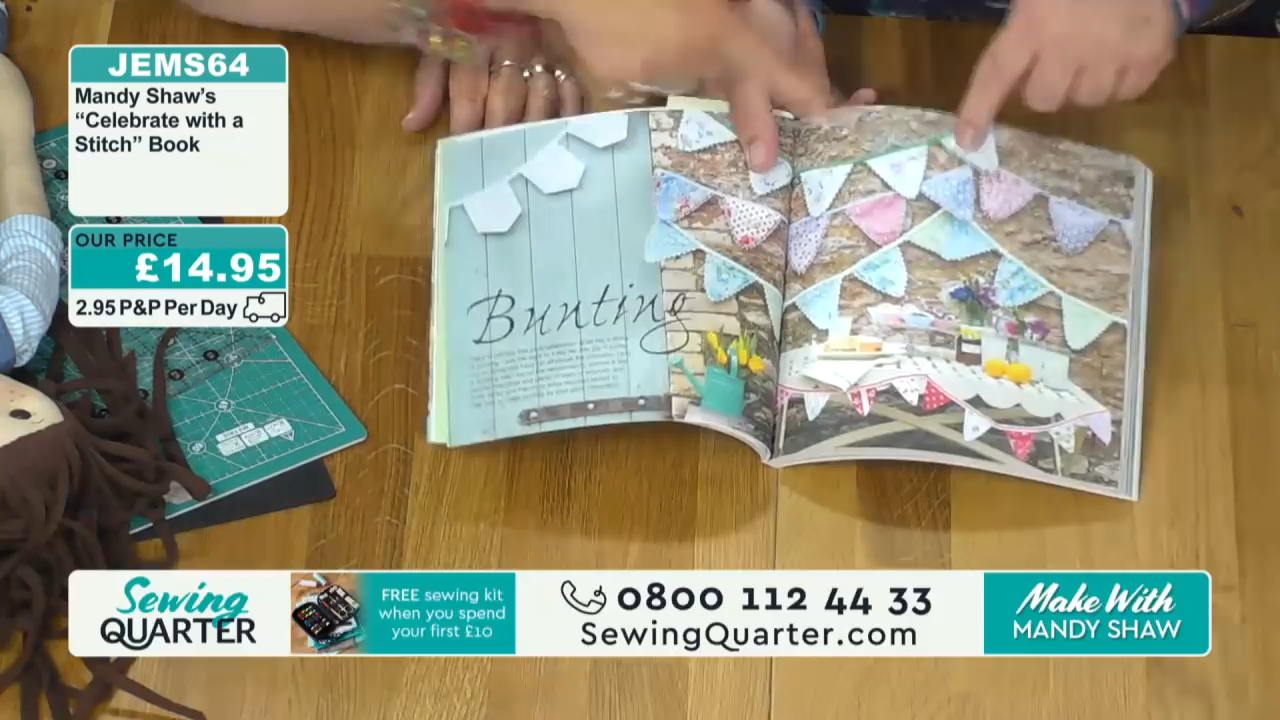 JEMS64
Mandy Shaw's
"Celebrate with a
Stitch" Book
OUR PRICE
£14.95
2.95 P&P Per Day
Bunting
Sewing
QUARTER
FREE sewing kit
when you spend
your first £10
0800 112 44 33
SewingQuarter.com
Make With
MANDY SHAW